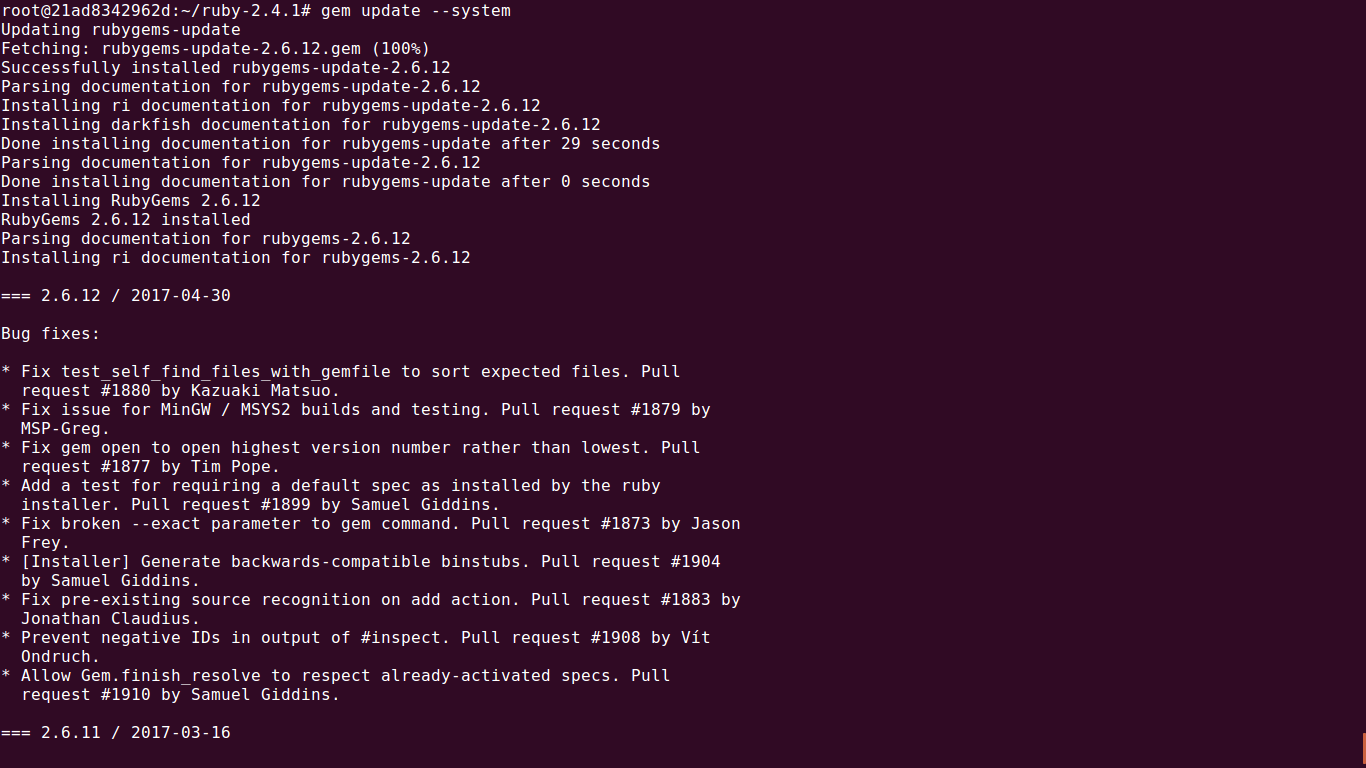 root@21ad8342962d:~/ruby-2.4.1# gem update --system
Updating rubygems-update
Fetching: rubygems-update-2.6.12.gem (100%)
Successfully installed rubygems-update-2.6.12
Parsing documentation for rubygems-update-2.6.12
Installing ri documentation for rubygems-update-2.6.12
Installing darkfish documentation for rubygems-update-2.6.12
Done installing documentation for rubygems-update after 29 seconds
Parsing documentation for rubygems-update-2.6.12
Done installing documentation for rubygems-update after 0 seconds
Installing RubyGems 2.6.12
RubyGems 2.6.12 installed
Parsing documentation for rubygems-2.6.12
Installing ri documentation for rubygems-2.6.12

=== 2.6.12 / 2017-04-30

Bug fixes:

* Fix test_self_find_files_with_gemfile to sort expected files. Pull
  request #1880 by Kazuaki Matsuo.
* Fix issue for MinGW / MSYS2 builds and testing. Pull request #1879 by
  MSP-Greg.
* Fix gem open to open highest version number rather than lowest. Pull
  request #1877 by Tim Pope.
* Add a test for requiring a default spec as installed by the ruby
  installer. Pull request #1899 by Samuel Giddins.
* Fix broken --exact parameter to gem command. Pull request #1873 by Jason
  Frey.
* [Installer] Generate backwards-compatible binstubs. Pull request #1904
  by Samuel Giddins.
* Fix pre-existing source recognition on add action. Pull request #1883 by
  Jonathan Claudius.
* Prevent negative IDs in output of #inspect. Pull request #1908 by Vít
  Ondruch.
* Allow Gem.finish_resolve to respect already-activated specs. Pull
  request #1910 by Samuel Giddins.

=== 2.6.11 / 2017-03-16